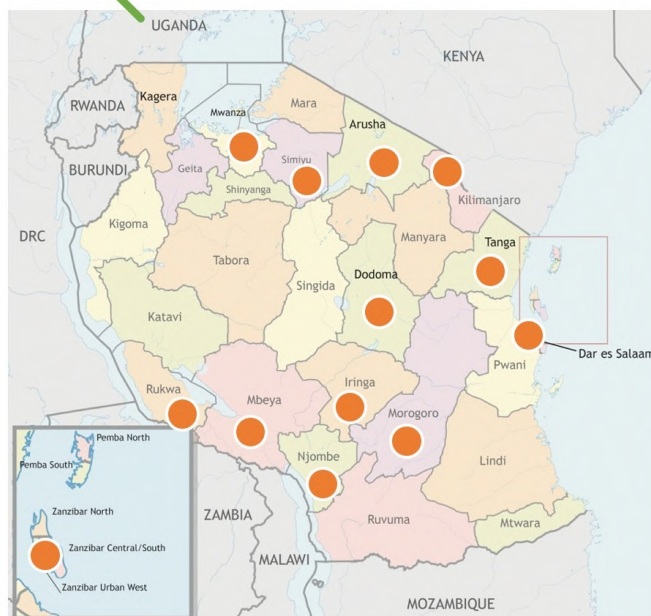 UGANDA
KENYA
RWANDA
Kagera
Mwanza
Mara
Arusha
BURUNDI
Geita
Simiyu
Shinyanga
Kilimanjaro
Kigoma
DRC
Tabora
Manyara
Tanga
Singida
Dodoma
Katavi
Dar es Salaam
Pwani
Rukwa
Mbeya
Iringa
Morogoro
Njombe
Lindi
Pemba North
Pemba South
Zanzibar North
Zanzibar Central/South
Zanzibar Urban West
ZAMBIA
Ruvuma
Mtwara
MALAWI
MOZAMBIQUE